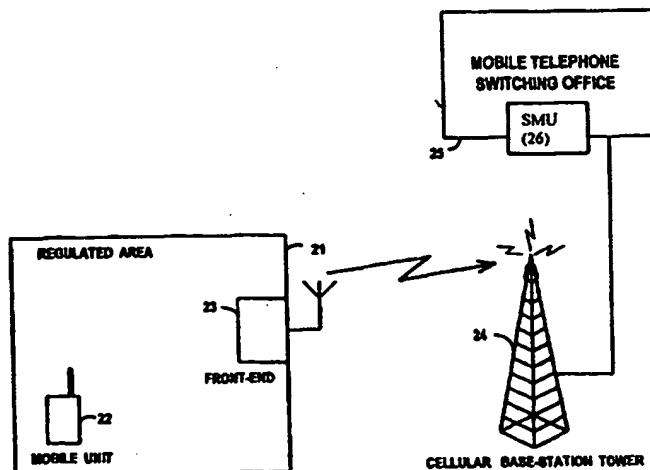 MOBILE TELEPHONE
SWITCHING OFFICE
SMU
(26)
25
REGULATED AREA
21
23
FRONT-END
24
22
MOBILE UNIT
CELLULAR BASE-STATION TOWER